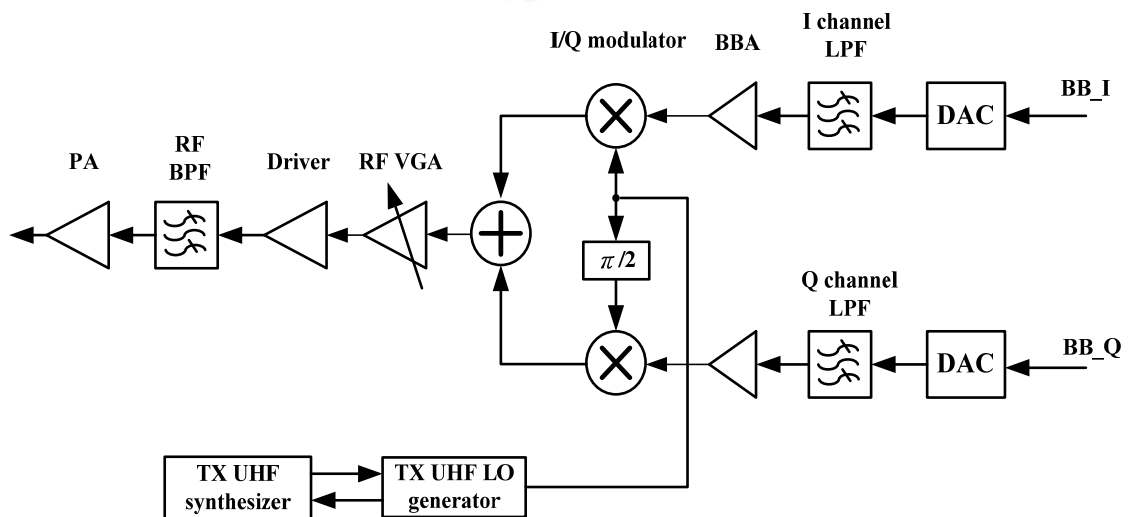 I channel
LPF
I/Q modulator
BBA
BB_I
DAC
RF
BPF
PA
Driver
RF VGA
π/2
Q channel
LPF
BB_Q
DAC
TX UHF
synthesizer
TX UHF LO
generator